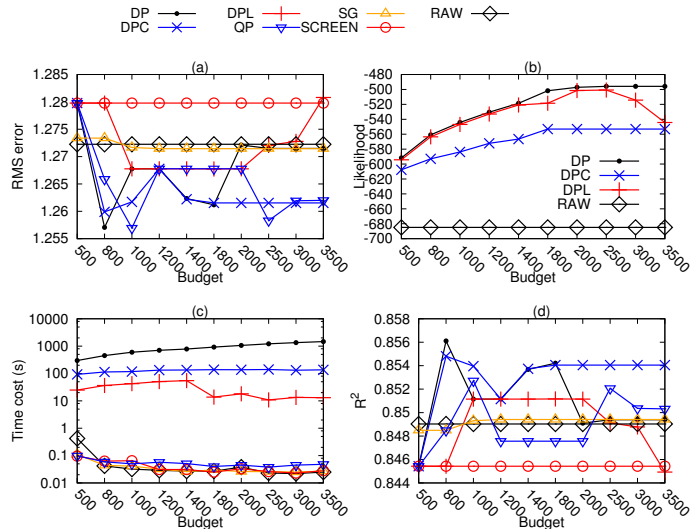 DP DPL SG RAW
DPC QP SCREEN
(a)
RMS error
1.285
1.28
1.275
1.27
1.265
1.26
1.255
500 800 1000 1200 1400 1800 2000 2500 3000 3500
Budget
(b)
Likelihood
-480
-500
-520
-540
-560
-580
-600
-620
-640
-660
-680
-700
DP
DPC
DPL
RAW
500 800 1000 1200 1400 1800 2000 2500 3000 3500
Budget
(c)
Time cost (s)
10000
1000
100
10
1
0.1
0.01
500 800 1000 1200 1400 1800 2000 2500 3000 3500
Budget
(d)
R²
0.858
0.854
0.85
0.848
0.846
0.844
500 800 1000 1200 1400 1800 2000 2500 3000 3500
Budget